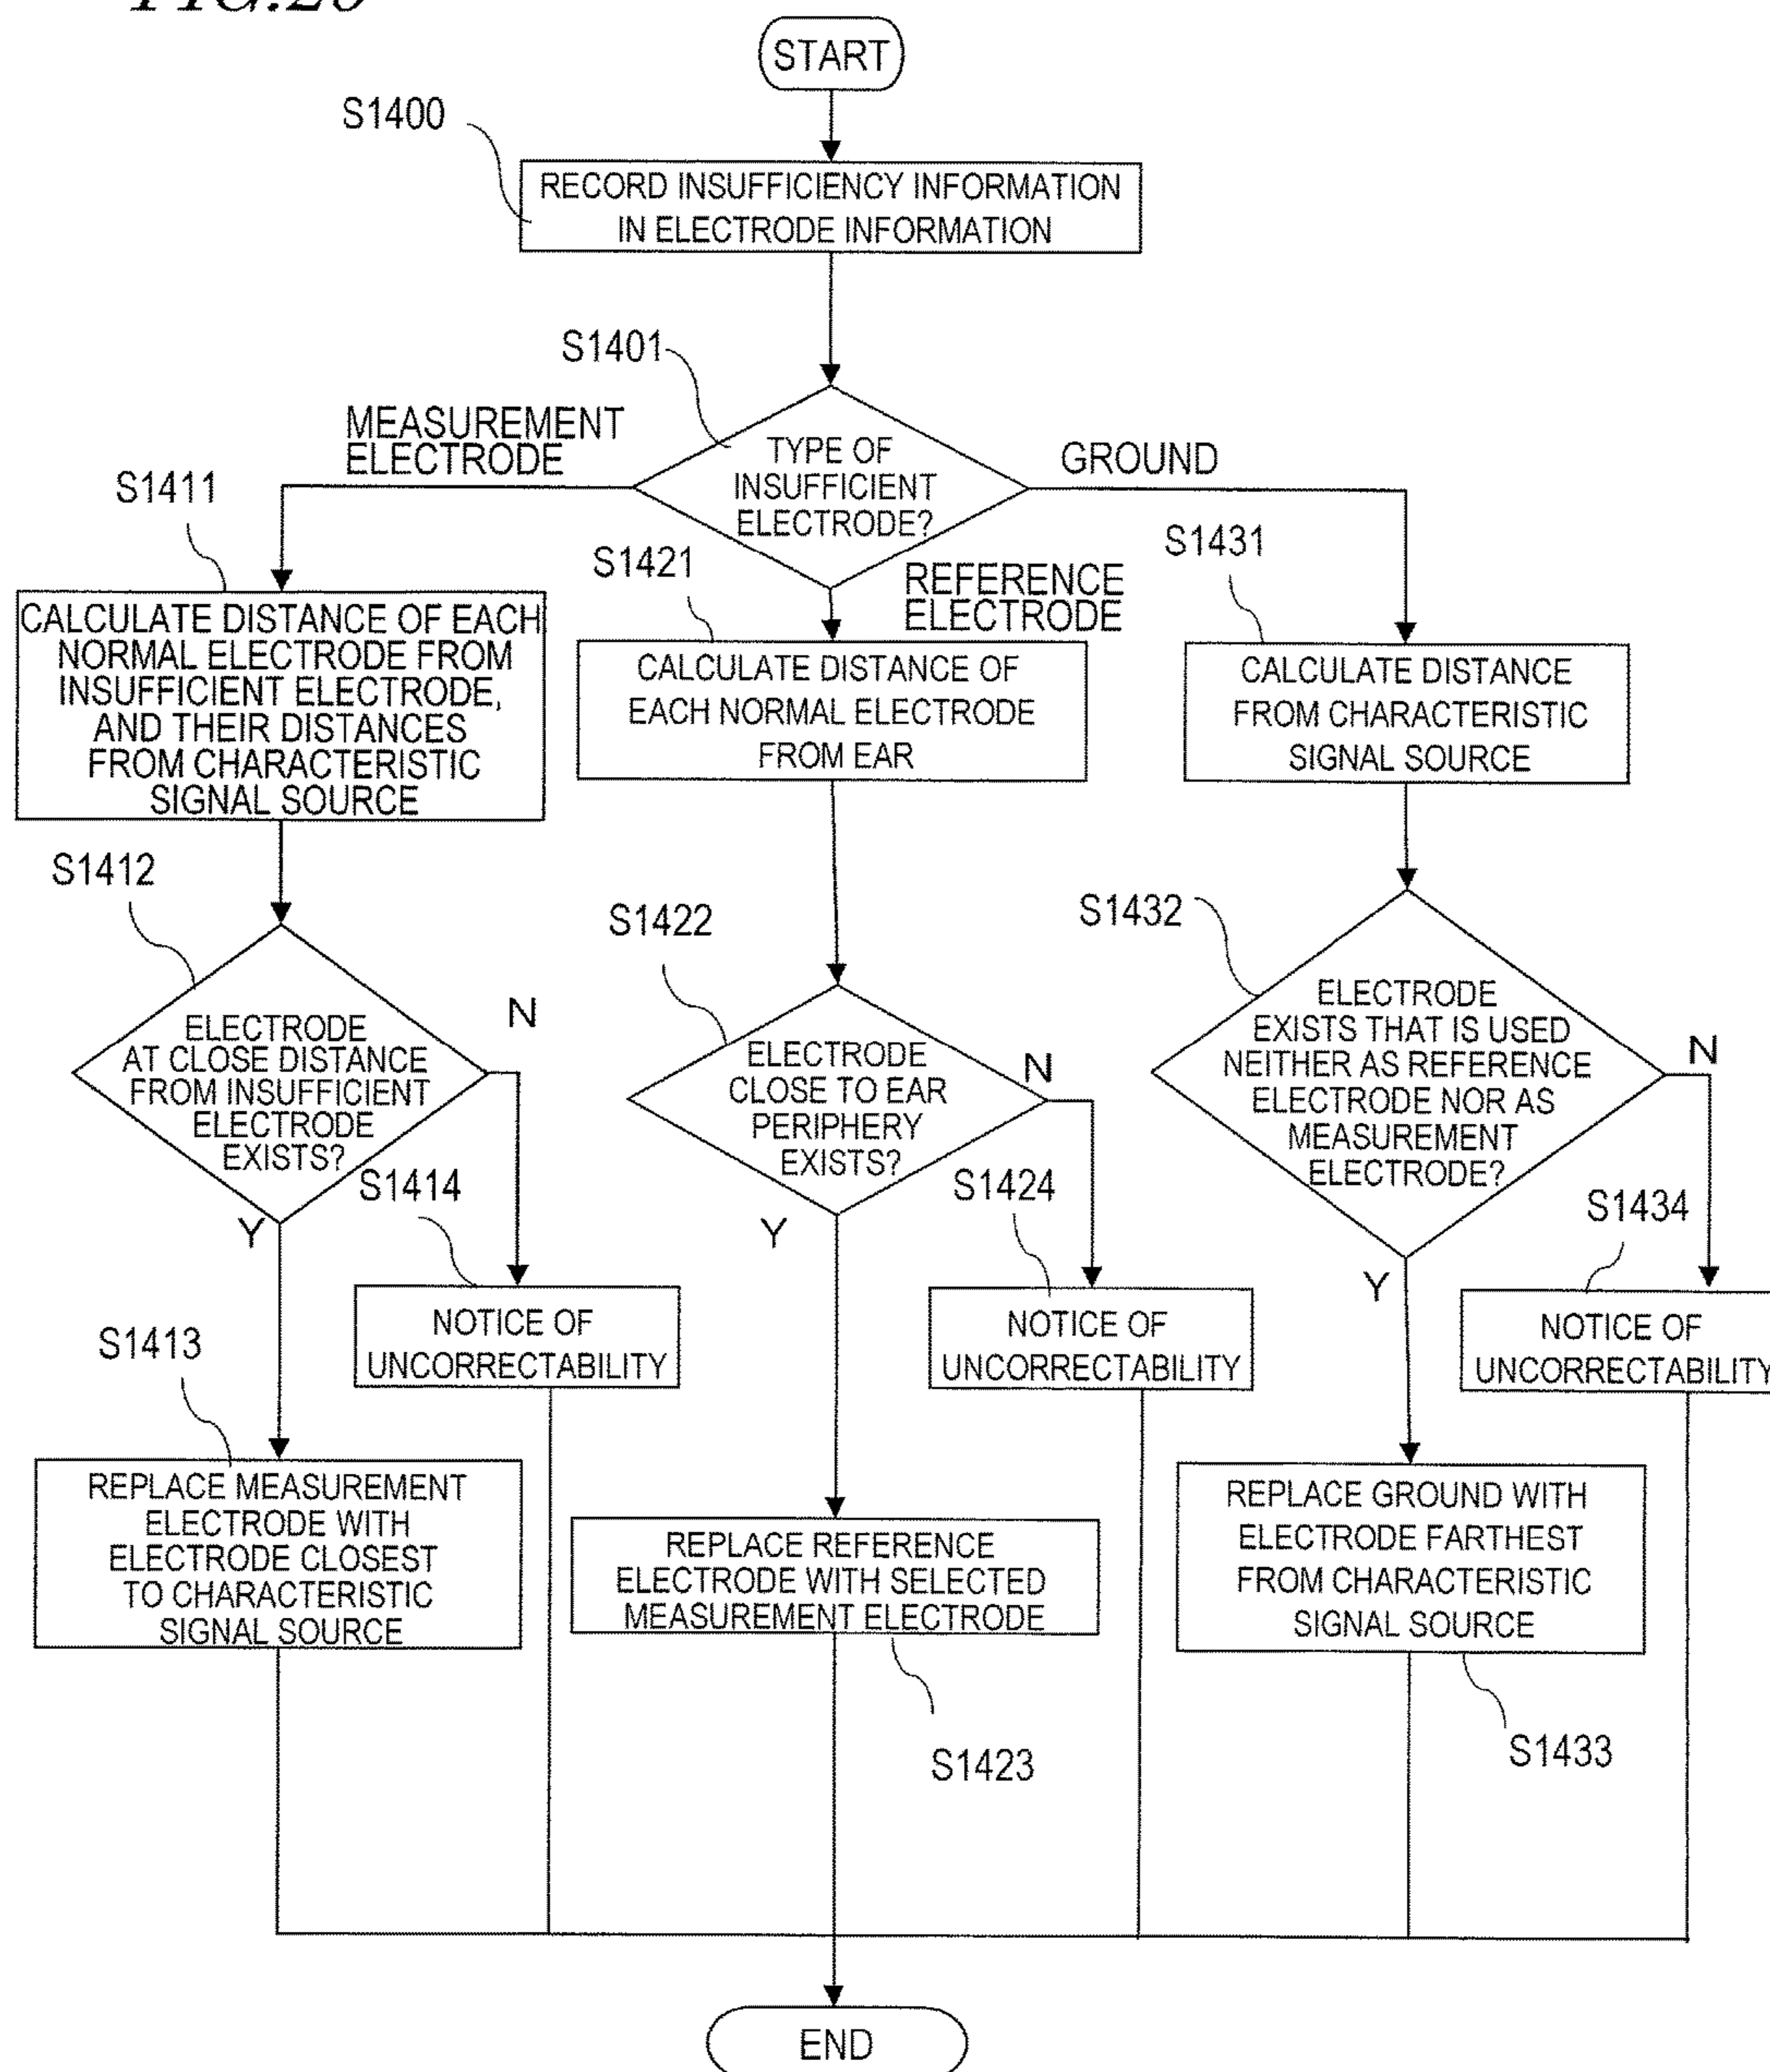 START
S1400
RECORD INSUFFICIENCY INFORMATION
IN ELECTRODE INFORMATION
S1401
TYPE OF
INSUFFICIENT
ELECTRODE?
MEASUREMENT
ELECTRODE
GROUND
REFERENCE
ELECTRODE
S1411
CALCULATE DISTANCE OF EACH
NORMAL ELECTRODE FROM
INSUFFICIENT ELECTRODE,
AND THEIR DISTANCES
FROM CHARACTERISTIC
SIGNAL SOURCE
S1421
CALCULATE DISTANCE OF
EACH NORMAL ELECTRODE
FROM EAR
S1431
CALCULATE DISTANCE
FROM CHARACTERISTIC
SIGNAL SOURCE
S1412
ELECTRODE
AT CLOSE DISTANCE
FROM INSUFFICIENT
ELECTRODE
EXISTS?
N
Y
S1422
ELECTRODE
CLOSE TO EAR
PERIPHERY
EXISTS?
N
Y
S1432
ELECTRODE
EXISTS THAT IS USED
NEITHER AS REFERENCE
ELECTRODE NOR AS
MEASUREMENT
ELECTRODE?
N
Y
S1414
NOTICE OF
UNCORRECTABILITY
S1424
NOTICE OF
UNCORRECTABILITY
S1434
NOTICE OF
UNCORRECTABILITY
S1413
REPLACE MEASUREMENT
ELECTRODE WITH
ELECTRODE CLOSEST
TO CHARACTERISTIC
SIGNAL SOURCE
REPLACE REFERENCE
ELECTRODE WITH SELECTED
MEASUREMENT ELECTRODE
S1423
REPLACE GROUND WITH
ELECTRODE FARTHEST
FROM CHARACTERISTIC
SIGNAL SOURCE
S1433
END